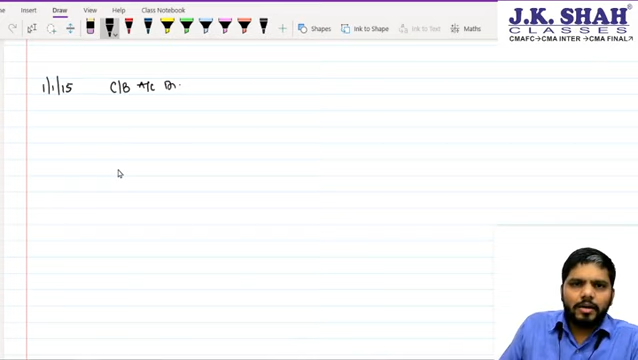 Insert Draw View Help Class Notebook
Shapes Ink to Shape Ink to Text Maths
J.K. SHAH®
CLASSES
CMAFC→CMA INTER→CMA FINAL
1/1/15 C/B A/c Dr.